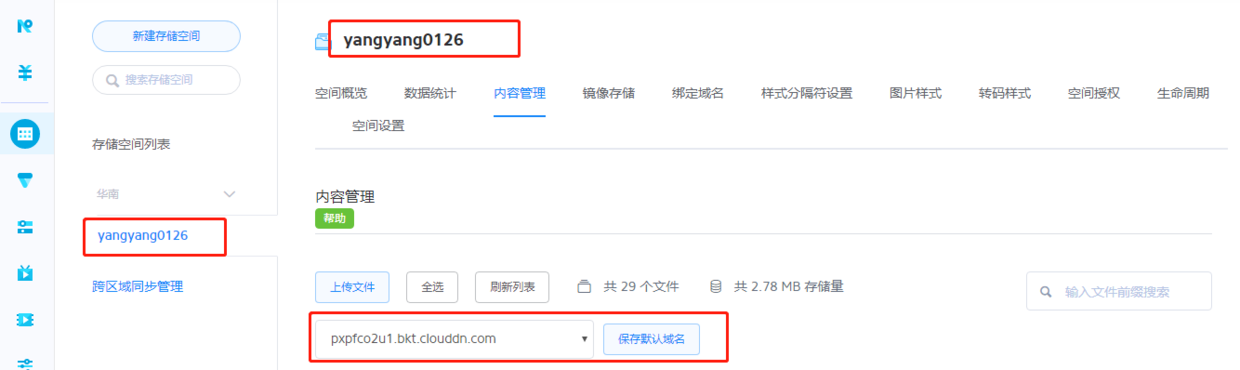 新建存储空间
搜索存储空间
存储空间列表
华南
yangyang0126
跨区域同步管理
yangyang0126
空间概览 数据统计 内容管理 镜像存储 绑定域名 样式分隔符设置 图片样式 转码样式 空间授权 生命周期
空间设置
内容管理
帮助
上传文件 全选 刷新列表 共 29 个文件 共 2.78 MB 存储量 输入文件前缀搜索
pxpfco2u1.bkt.clouddn.com 保存默认域名